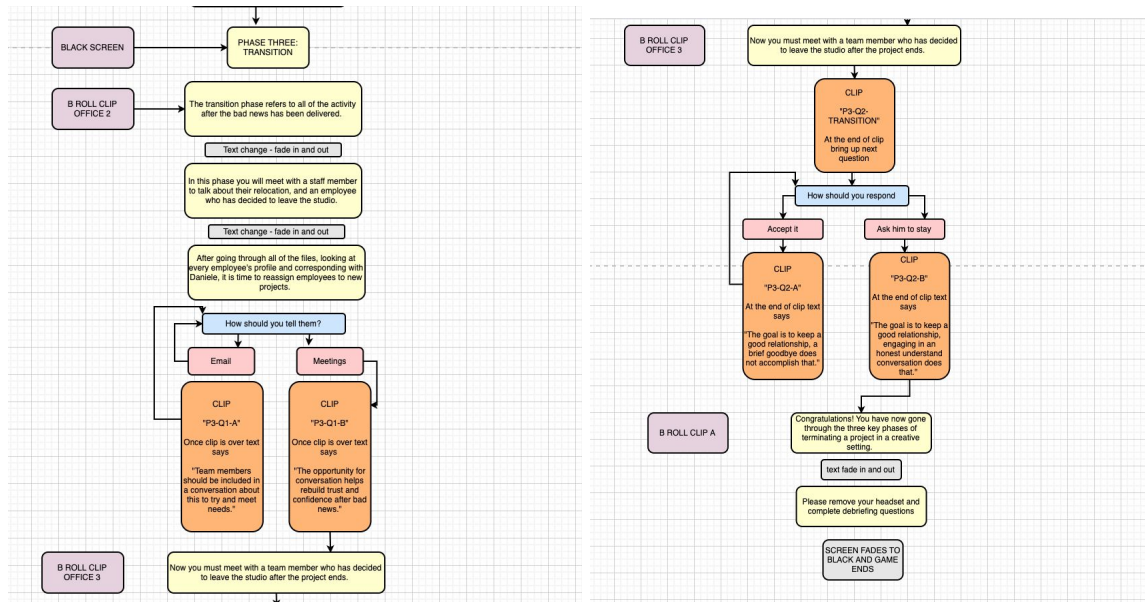 BLACK SCREEN
PHASE THREE:
TRANSITION
B ROLL CLIP
OFFICE 2
The transition phase refers to all of the activity
after the bad news has been delivered.
Text change - fade in and out
In this phase you will meet with a staff member
to talk about their relocation, and an employee
who has decided to leave the studio.
Text change - fade in and out
After going through all of the files, looking at
every employee's profile and corresponding with
Daniele, it is time to reassign employees to new
projects.
How should you tell them?
Email
Meetings
CLIP
"P3-Q1-A"
Once clip is over text
says
"Team members
should be included in
a conversation about
this to try and meet
needs."
CLIP
"P3-Q1-B"
Once clip is over text
says
"The opportunity for
conversation helps
rebuild trust and
confidence after bad
news."
B ROLL CLIP
OFFICE 3
Now you must meet with a team member who has decided
to leave the studio after the project ends.
B ROLL CLIP
OFFICE 3
Now you must meet with a team member who has decided
to leave the studio after the project ends.
CLIP
"P3-Q2-
TRANSITION"
At the end of clip
bring up next
question
How should you respond
Accept it
Ask him to stay
CLIP
"P3-Q2-A"
At the end of clip text
says
"The goal is to keep a
good relationship, a
brief goodbye does
not accomplish that."
CLIP
"P3-Q2-B"
At the end of clip text
says
"The goal is to keep a
good relationship,
engaging in an
honest understand
conversation does
that."
B ROLL CLIP A
Congratulations! You have now gone
through the three key phases of
terminating a project in a creative
setting.
text fade in and out
Please remove your headset and
complete debriefing questions
SCREEN FADES TO
BLACK AND GAME
ENDS